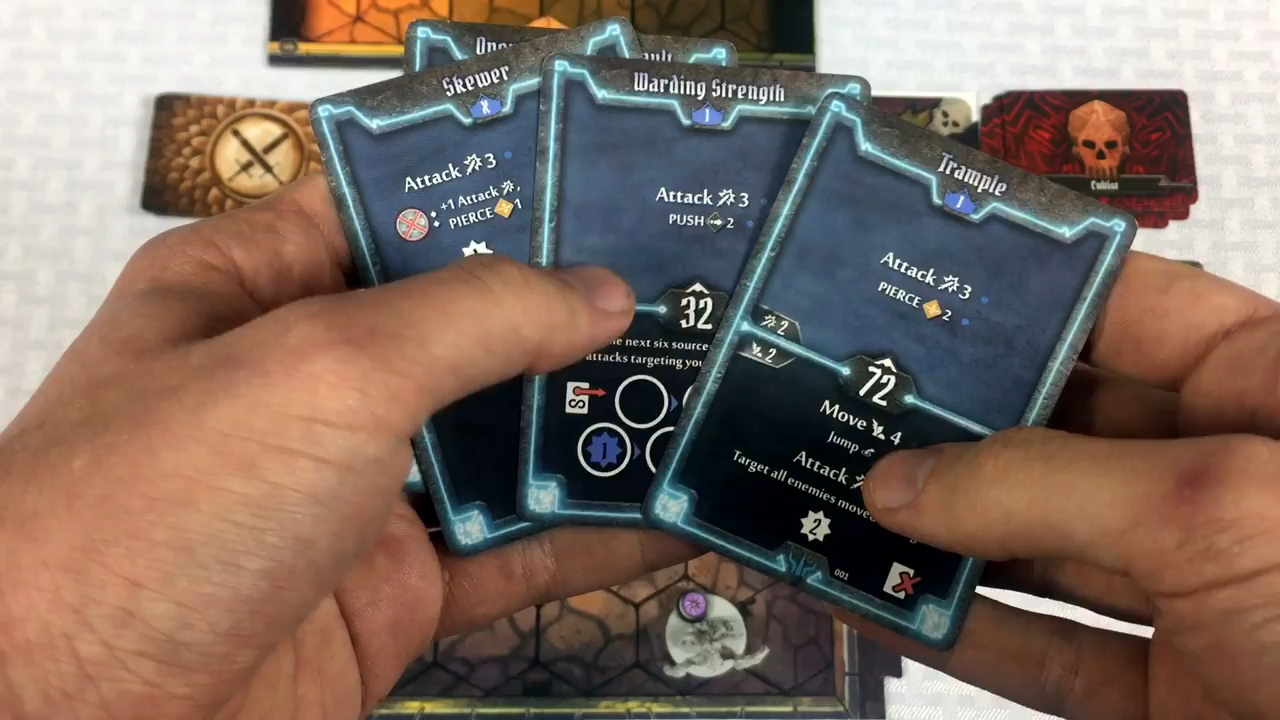 Skewer
X
Attack 3
+1 Attack,
PIERCE 1
Warding Strength
1
Attack 3
PUSH 2
32
next six source
attacks targeting you
1
Trample
1
Attack 3
PIERCE 2
2
2
72
Move 4
Jump
Attack
Target all enemies move
2
001
Cultist